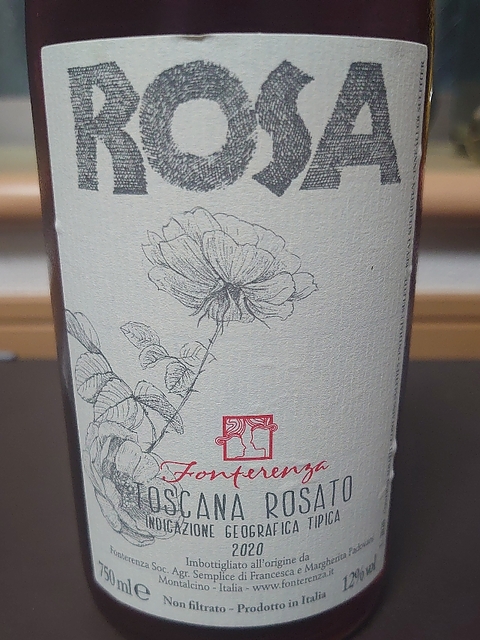 ROSA
Fonterenza
TOSCANA ROSATO
INDICAZIONE GEOGRAFICA TIPICA
2020
Imbottigliato all'origine da
Fonterenza Soc. Agr. Semplice di Francesca e Margherita Padovani
Montalcino - Italia - www.fonterenza.it
750 ml e
12% vol
Non filtrato - Prodotto in Italia